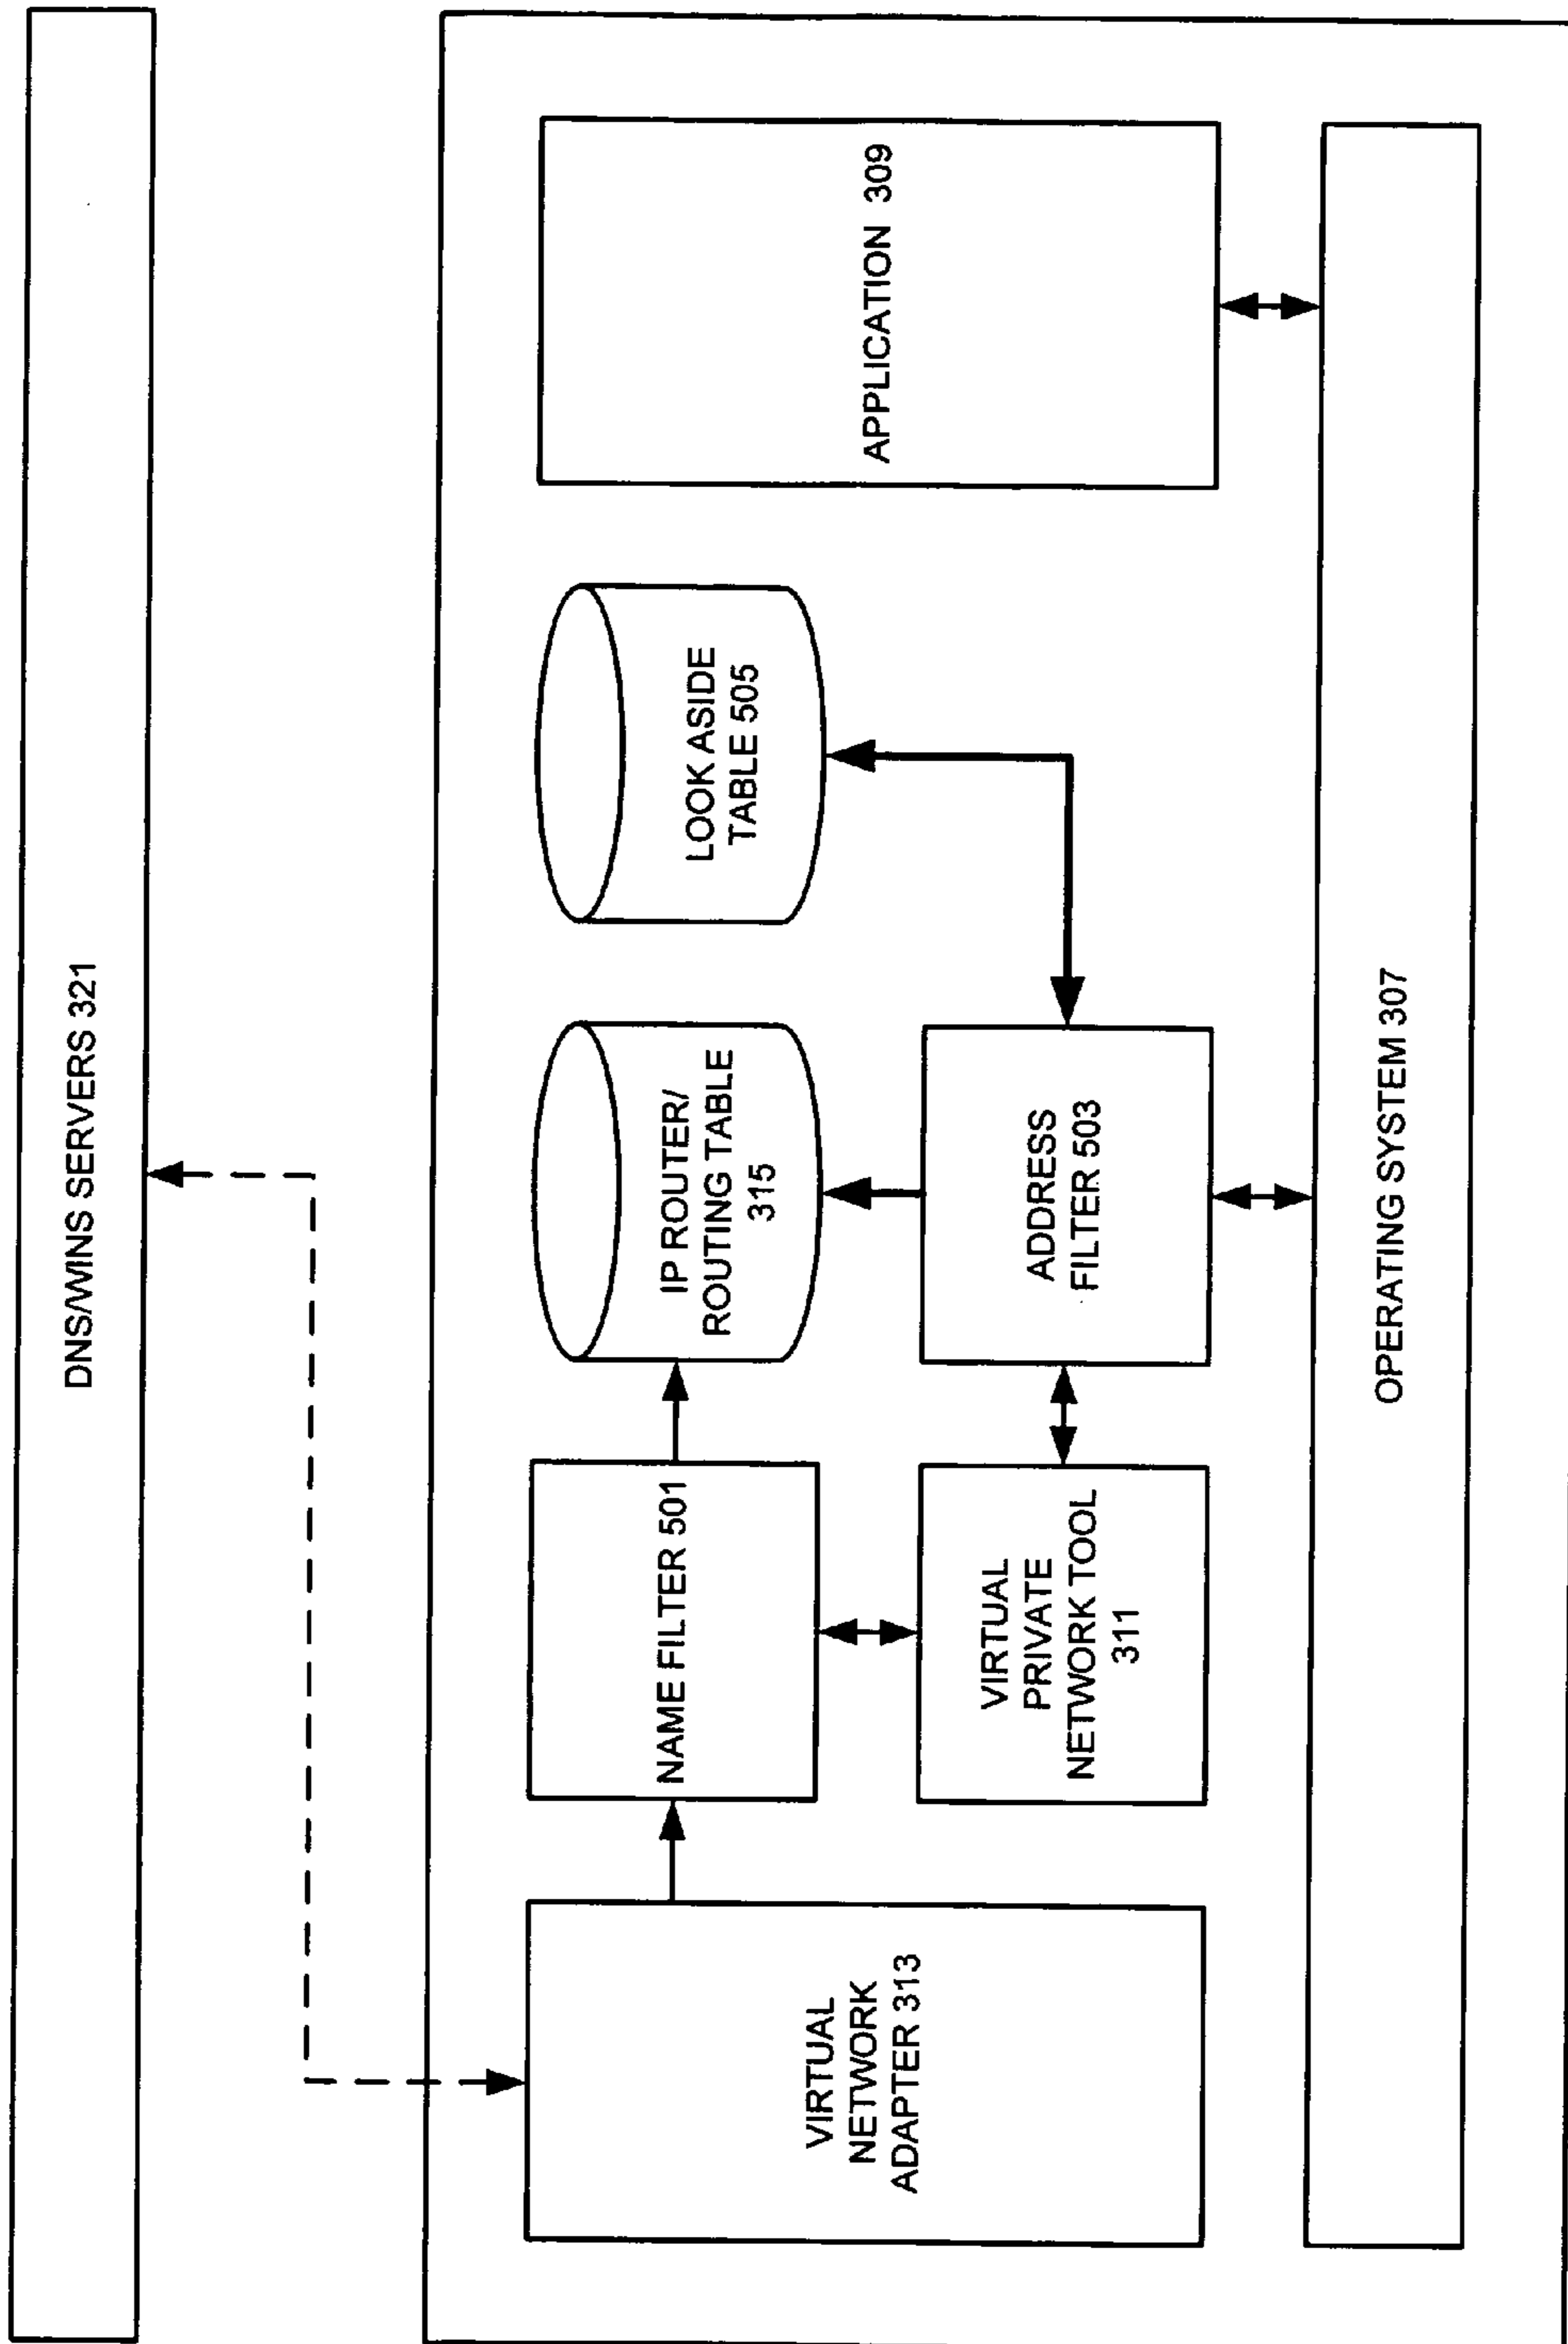 DNS/WINS SERVERS 321
VIRTUAL
NETWORK
ADAPTER 313
NAME FILTER 501
IP ROUTER/
ROUTING TABLE
315
LOOK ASIDE
TABLE 505
APPLICATION 309
VIRTUAL
PRIVATE
NETWORK TOOL
311
ADDRESS
FILTER 503
OPERATING SYSTEM 307